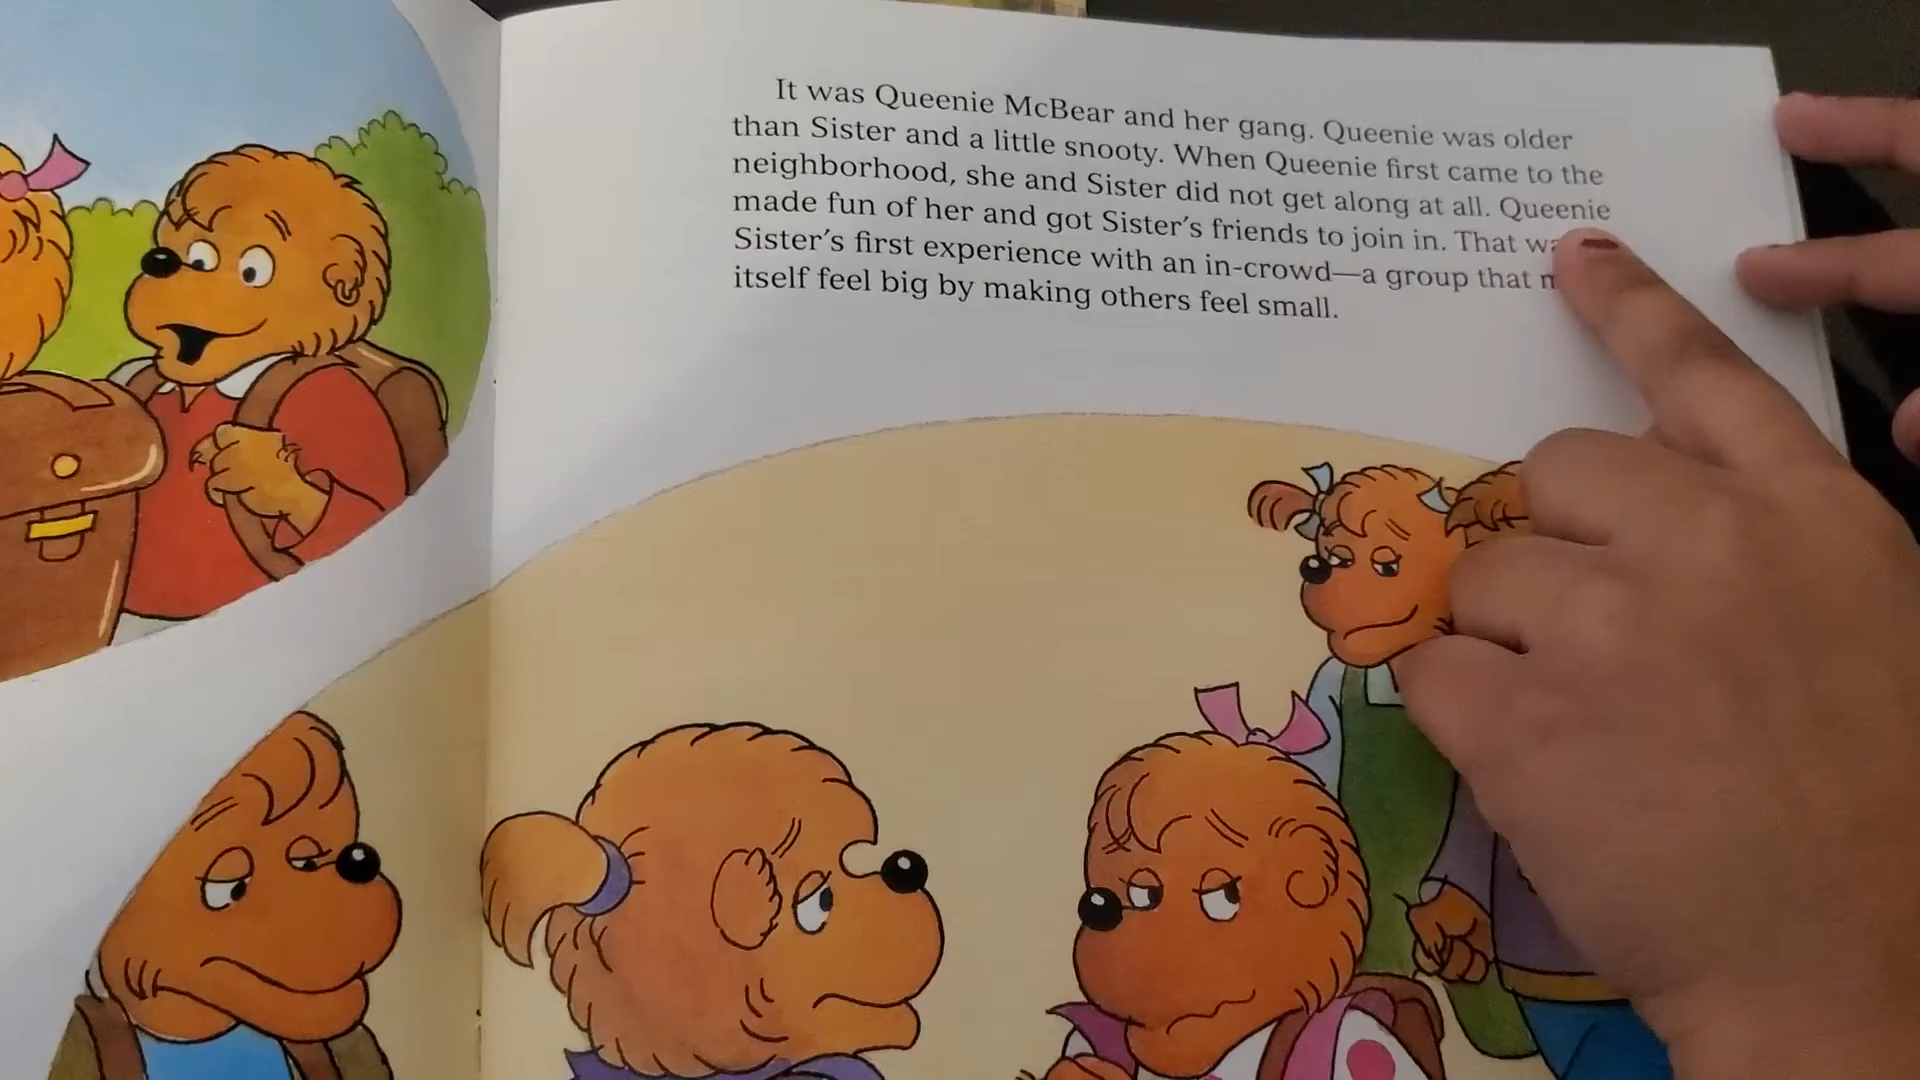 It was Queenie McBear and her gang. Queenie was older
than Sister and a little snooty. When Queenie first came to the
neighborhood, she and Sister did not get along at all. Queenie
made fun of her and got Sister's friends to join in. That
Sister's first experience with an in-crowd—a group that
itself feel big by making others feel small.